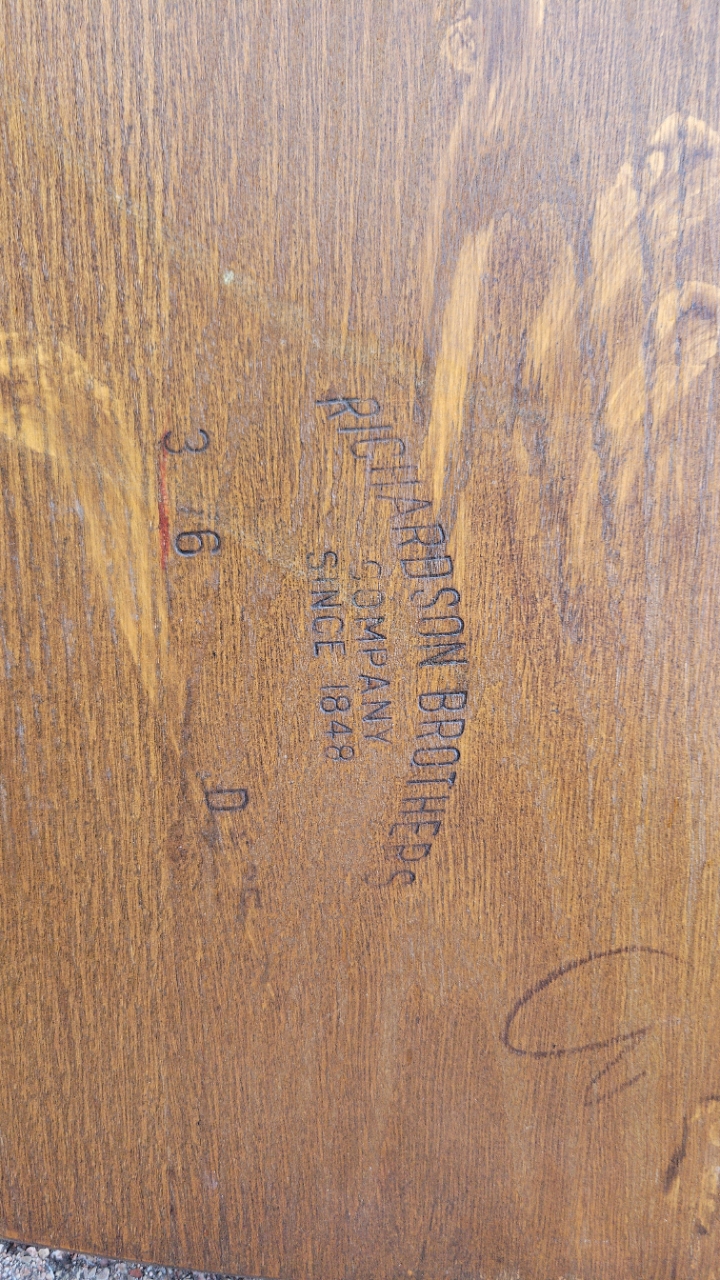 RICHARDSON BROTHERS
COMPANY
SINCE 1848
3 6
D